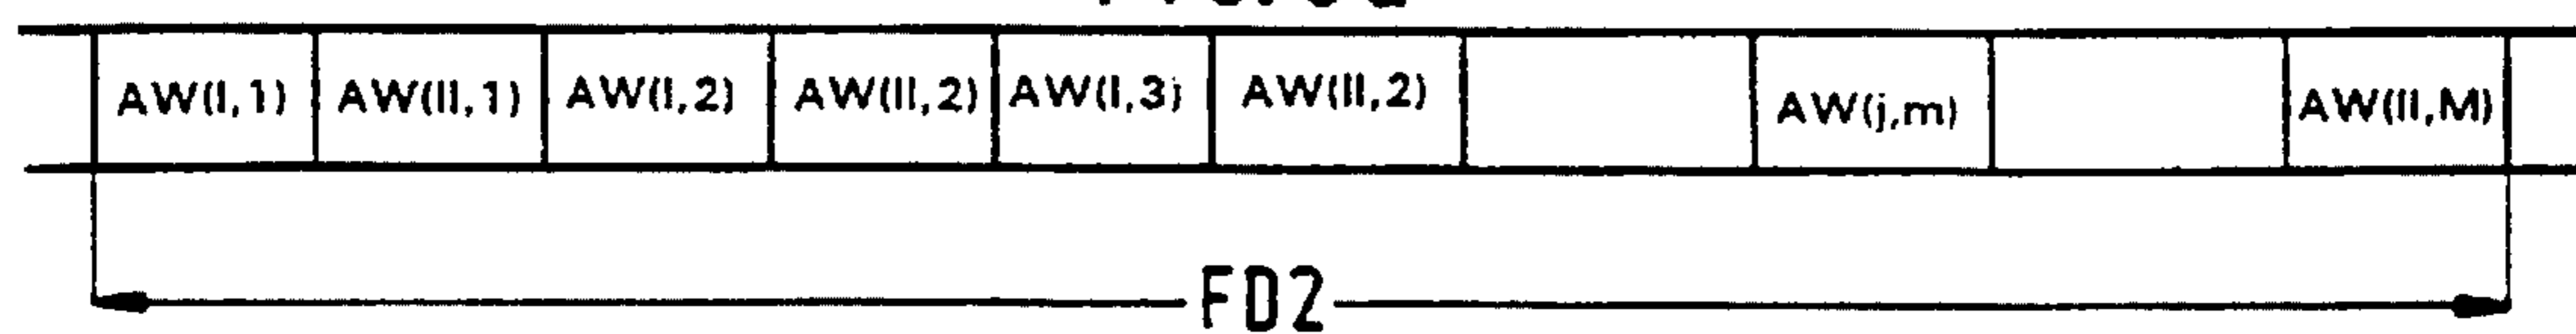 AW(I,1) AW(II,1) AW(I,2) AW(II,2) AW(I,3) AW(II,2) AW(j,m) AW(II,M)
FD2